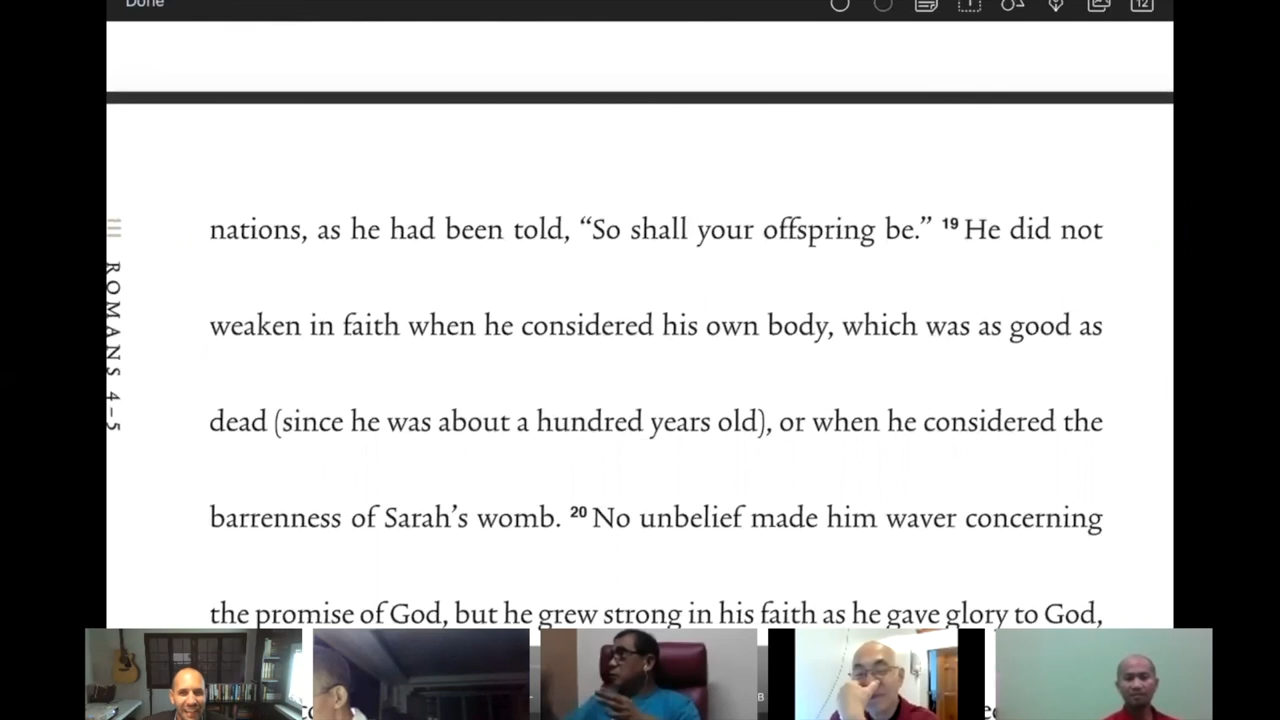 Done
12
nations, as he had been told, “So shall your offspring be.” 19 He did not
weaken in faith when he considered his own body, which was as good as
dead (since he was about a hundred years old), or when he considered the
barrenness of Sarah’s womb. 20 No unbelief made him waver concerning
the promise of God, but he grew strong in his faith as he gave glory to God,
ROMANS 4–5
B